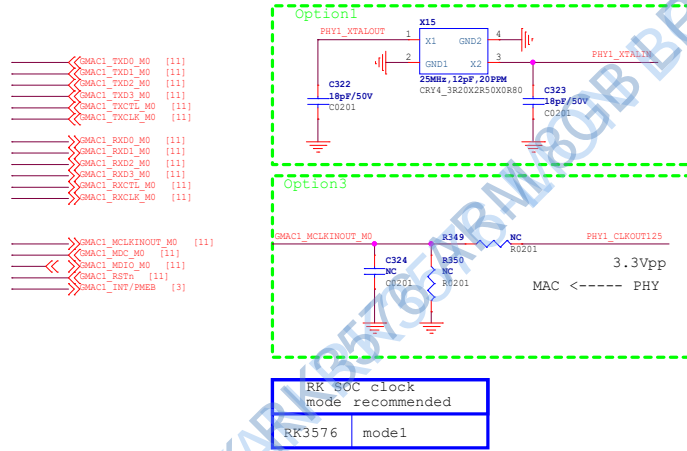 Option1
X15
PHY1_XTALOUT
1
X1
GND2
4
PHY1_XTALIN
2
GND1
X2
3
25MHz,12pF,20PPM
CRY4_3R20X2R50X0R80
C322
18pF/50V
C0201
C323
18pF/50V
C0201
GMAC1_TXD0_M0 [11]
GMAC1_TXD1_M0 [11]
GMAC1_TXD2_M0 [11]
GMAC1_TXD3_M0 [11]
GMAC1_TXCTL_M0 [11]
GMAC1_TXCLK_M0 [11]
GMAC1_RXD0_M0 [11]
GMAC1_RXD1_M0 [11]
GMAC1_RXD2_M0 [11]
GMAC1_RXD3_M0 [11]
GMAC1_RXCTL_M0 [11]
GMAC1_RXCLK_M0 [11]
GMAC1_MCLKINOUT_M0 [11]
GMAC1_MDC_M0 [11]
GMAC1_MDIO_M0 [11]
GMAC1_RSTn [11]
GMAC1_INT/PMEB [3]
Option3
GMAC1_MCLKINOUT_M0
R349
NC
R0201
PHY1_CLKOUT125
C324
NC
C0201
R350
NC
R0201
3.3Vpp
MAC <----- PHY
RK SOC clock
mode recommended
RK3576
mode1